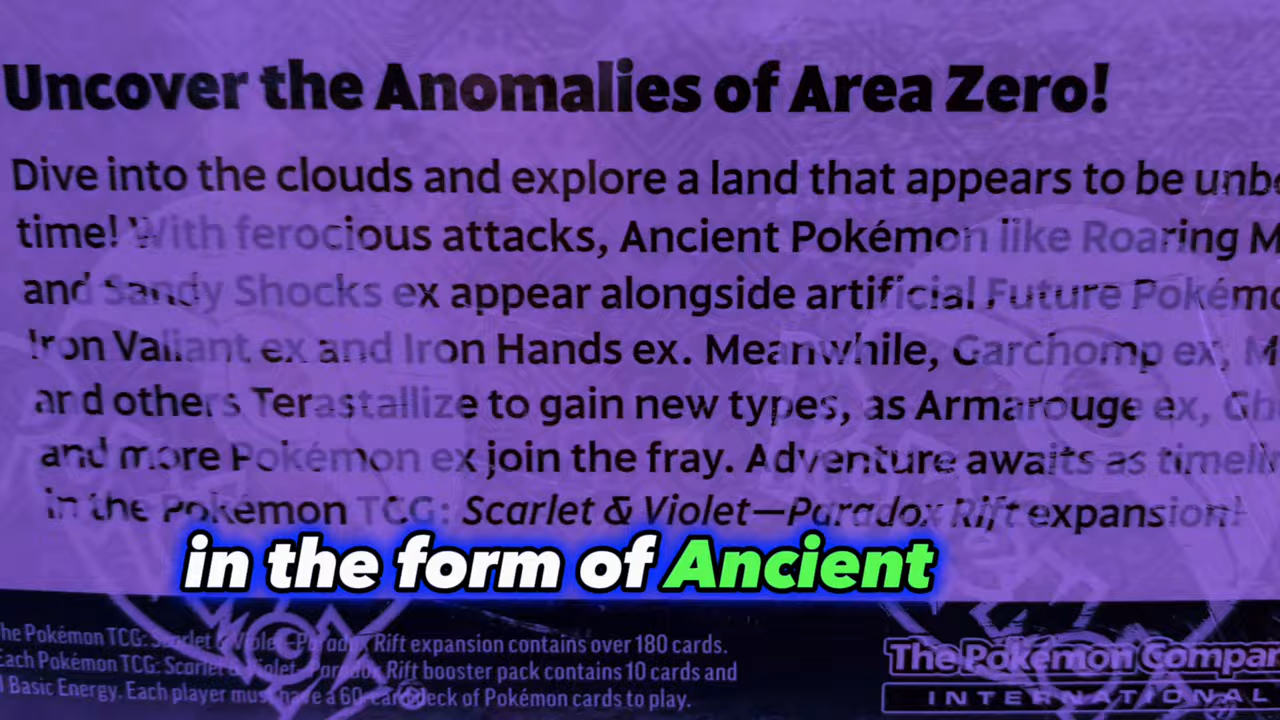 Uncover the Anomalies of Area Zero!
Dive into the clouds and explore a land that appears to be
time! With ferocious attacks, Ancient Pokémon like Roaring
and Sandy Shocks ex appear alongside artificial Future
Iron Valiant ex and Iron Hands ex. Meanwhile, Garchomp ex,
and others Terastallize to gain new types, as Armarouge ex,
and more Pokémon ex join the fray. Adventure awaits as
in the Pokémon TCG: Scarlet & Violet—Paradox Rift expansion!
in the form of Ancient
Pokémon TCG: Scarlet & Violet—Paradox Rift expansion contains over 180 cards.
Each Pokémon TCG: Scarlet & Violet—Paradox Rift booster pack contains 10 cards and
1 Basic Energy. Each player must have a 60-card deck of Pokémon cards to play.
The Pokémon
INTERNATIONAL